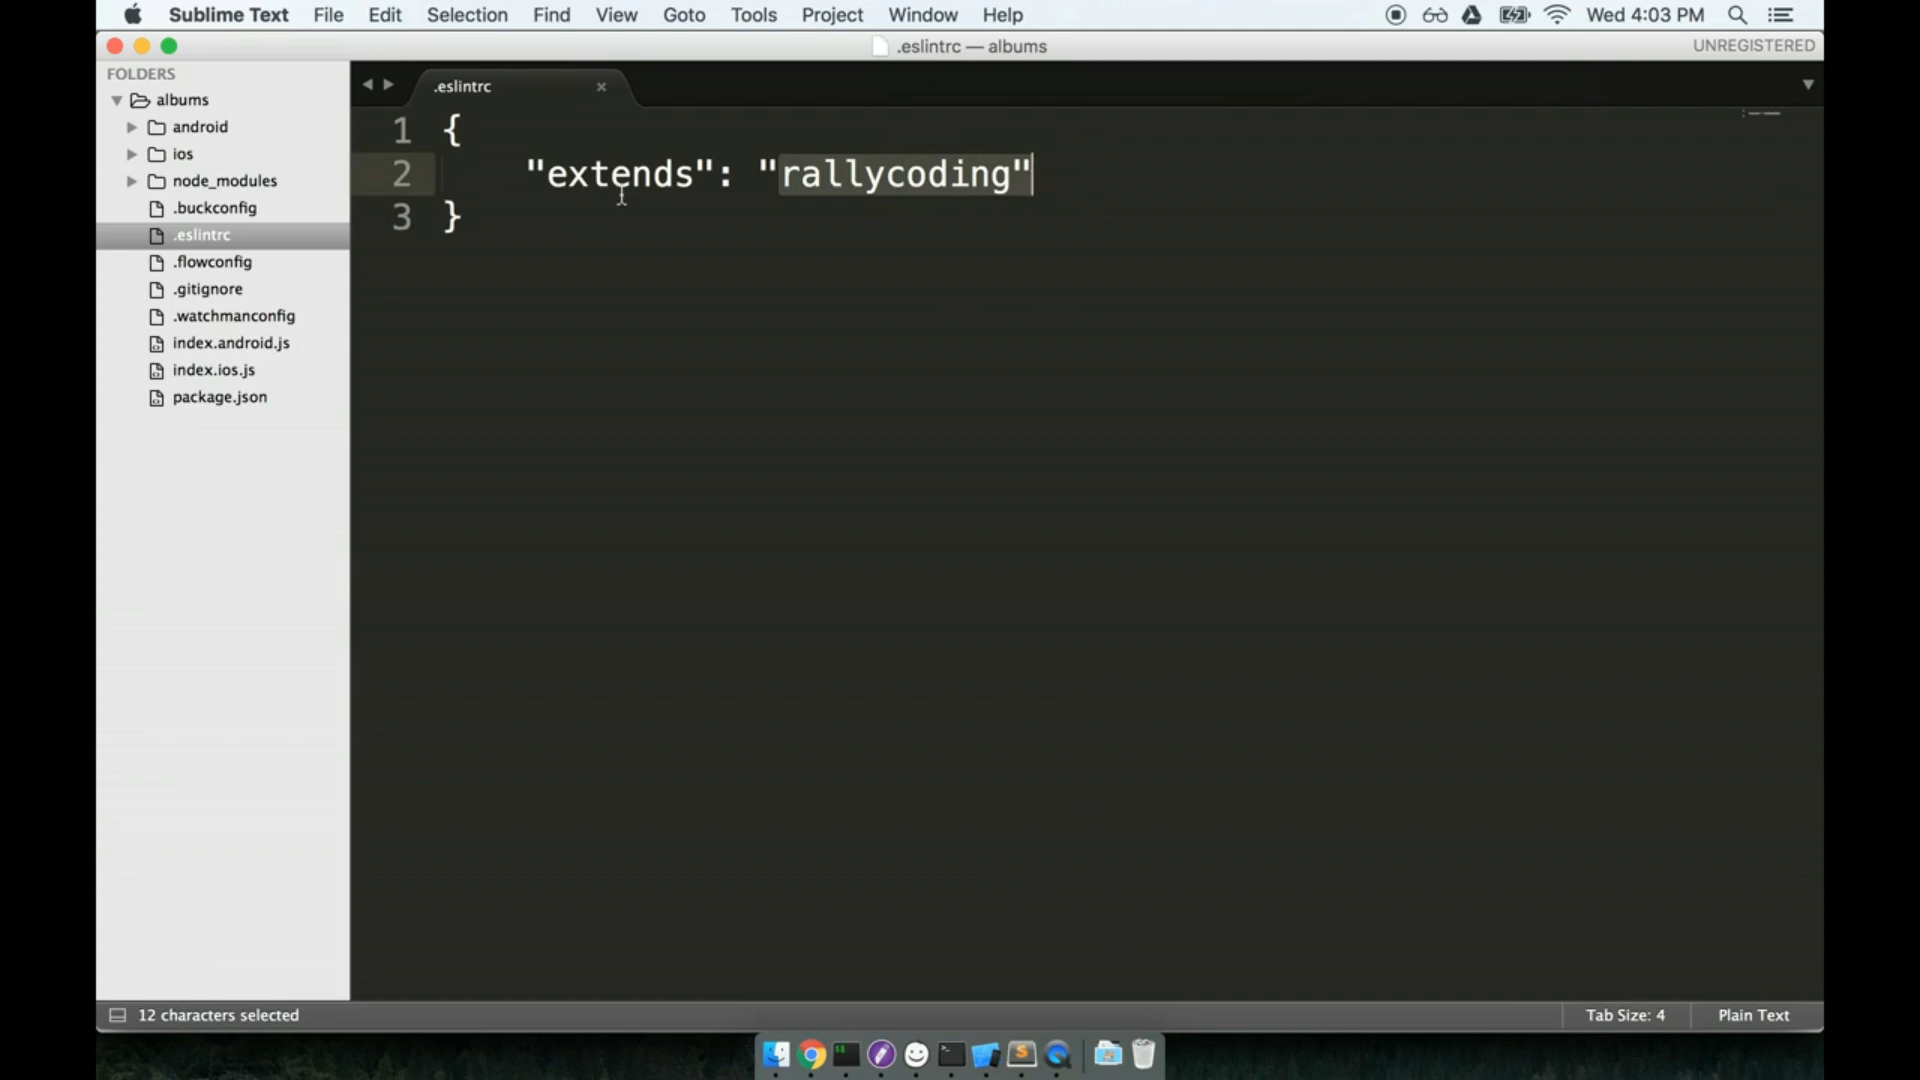 Sublime Text File Edit Selection Find View Goto Tools Project Window Help Wed 4:03 PM
.eslintrc — albums UNREGISTERED
FOLDERS
albums
android
ios
node_modules
.buckconfig
.eslintrc
.flowconfig
.gitignore
.watchmanconfig
index.android.js
index.ios.js
package.json
.eslintrc
1 {
2 "extends": "rallycoding"
3 }
12 characters selected Tab Size: 4 Plain Text